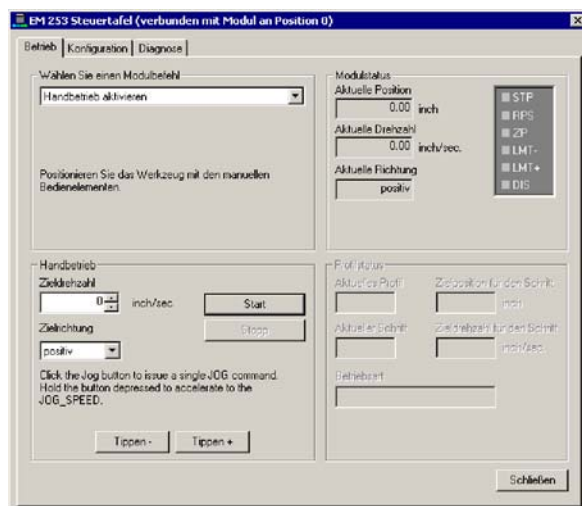 EM 253 Steuertafel (verbunden mit Modul an Position 0)
Betrieb
Konfiguration
Diagnose
Wählen Sie einen Modulbefehl
Handbetrieb aktivieren
Positionieren Sie das Werkzeug mit den manuellen
Bedienelementen.
Modulstatus
Aktuelle Position
0.00 inch
Aktuelle Drehzahl
0.00 inch/sec.
Aktuelle Richtung
positiv
STP
RPS
ZP
LMT-
LMT+
DIS
Handbetrieb
Zieldrehzahl
0 inch/sec
Start
Stopp
Zielrichtung
positiv
Click the Jog button to issue a single JOG command.
Hold the button depressed to accelerate to the
JOG_SPEED.
Tippen -
Tippen +
Profilstatus
Aktuelles Profil
Zielposition für den Schritt
inch
Aktueller Schritt
Zieldrehzahl für den Schritt
inch/sec.
Betriebsart
Schließen